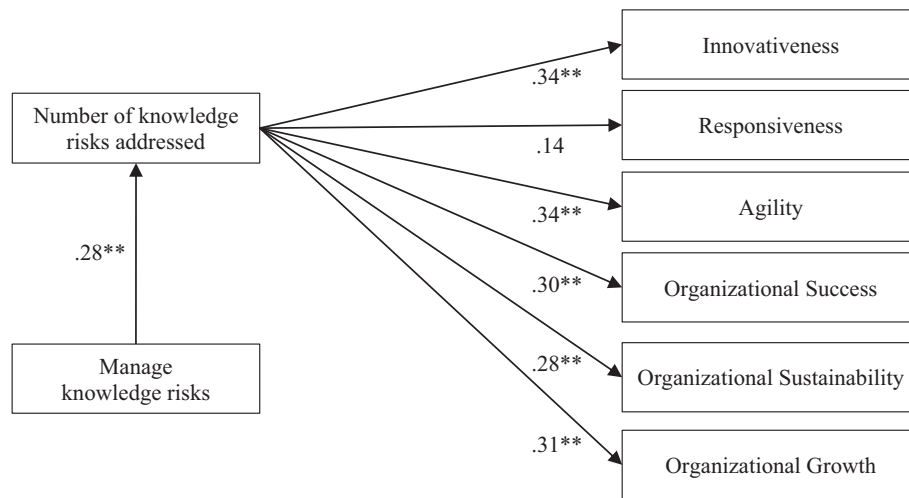 Innovativeness
.34**
Number of knowledge
risks addressed
Responsiveness
.14
Agility
.34**
.28**
Organizational Success
.30**
Manage
knowledge risks
Organizational Sustainability
.28**
Organizational Growth
.31**